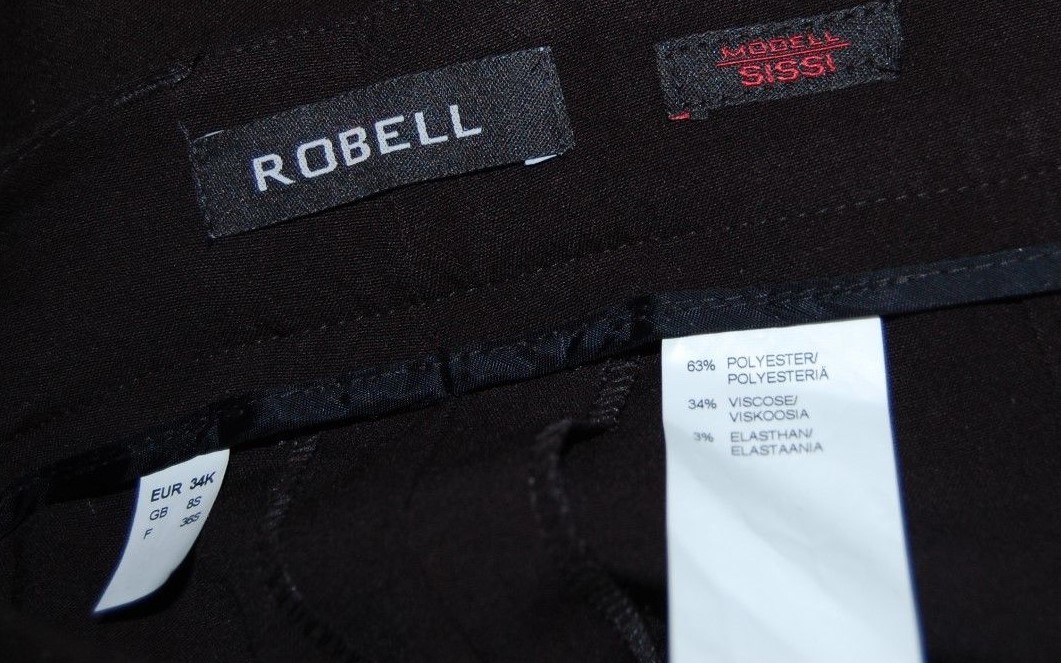 ROBELL
MODELL
SISSI
63% POLYESTER/
POLYESTERIÄ
34% VISCOSE/
VISKOOSIA
3% ELASTHAN/
ELASTAANIA
EUR 34K
GB 8S
F 36S